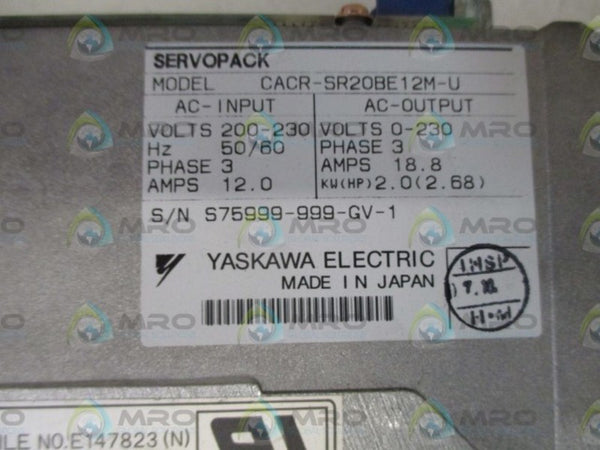 SERVOPACK
MODEL CACR-SR20BE12M-U
AC-INPUT AC-OUTPUT
VOLTS 200-230 VOLTS 0-230
Hz 50/60 PHASE 3
PHASE 3 AMPS 18.8
AMPS 12.0 KW(HP) 2.0(2.68)
S/N S75999-999-GV-1
YASKAWA ELECTRIC
MADE IN JAPAN
INSP
H·M
NO.E147823 (N)
MRO